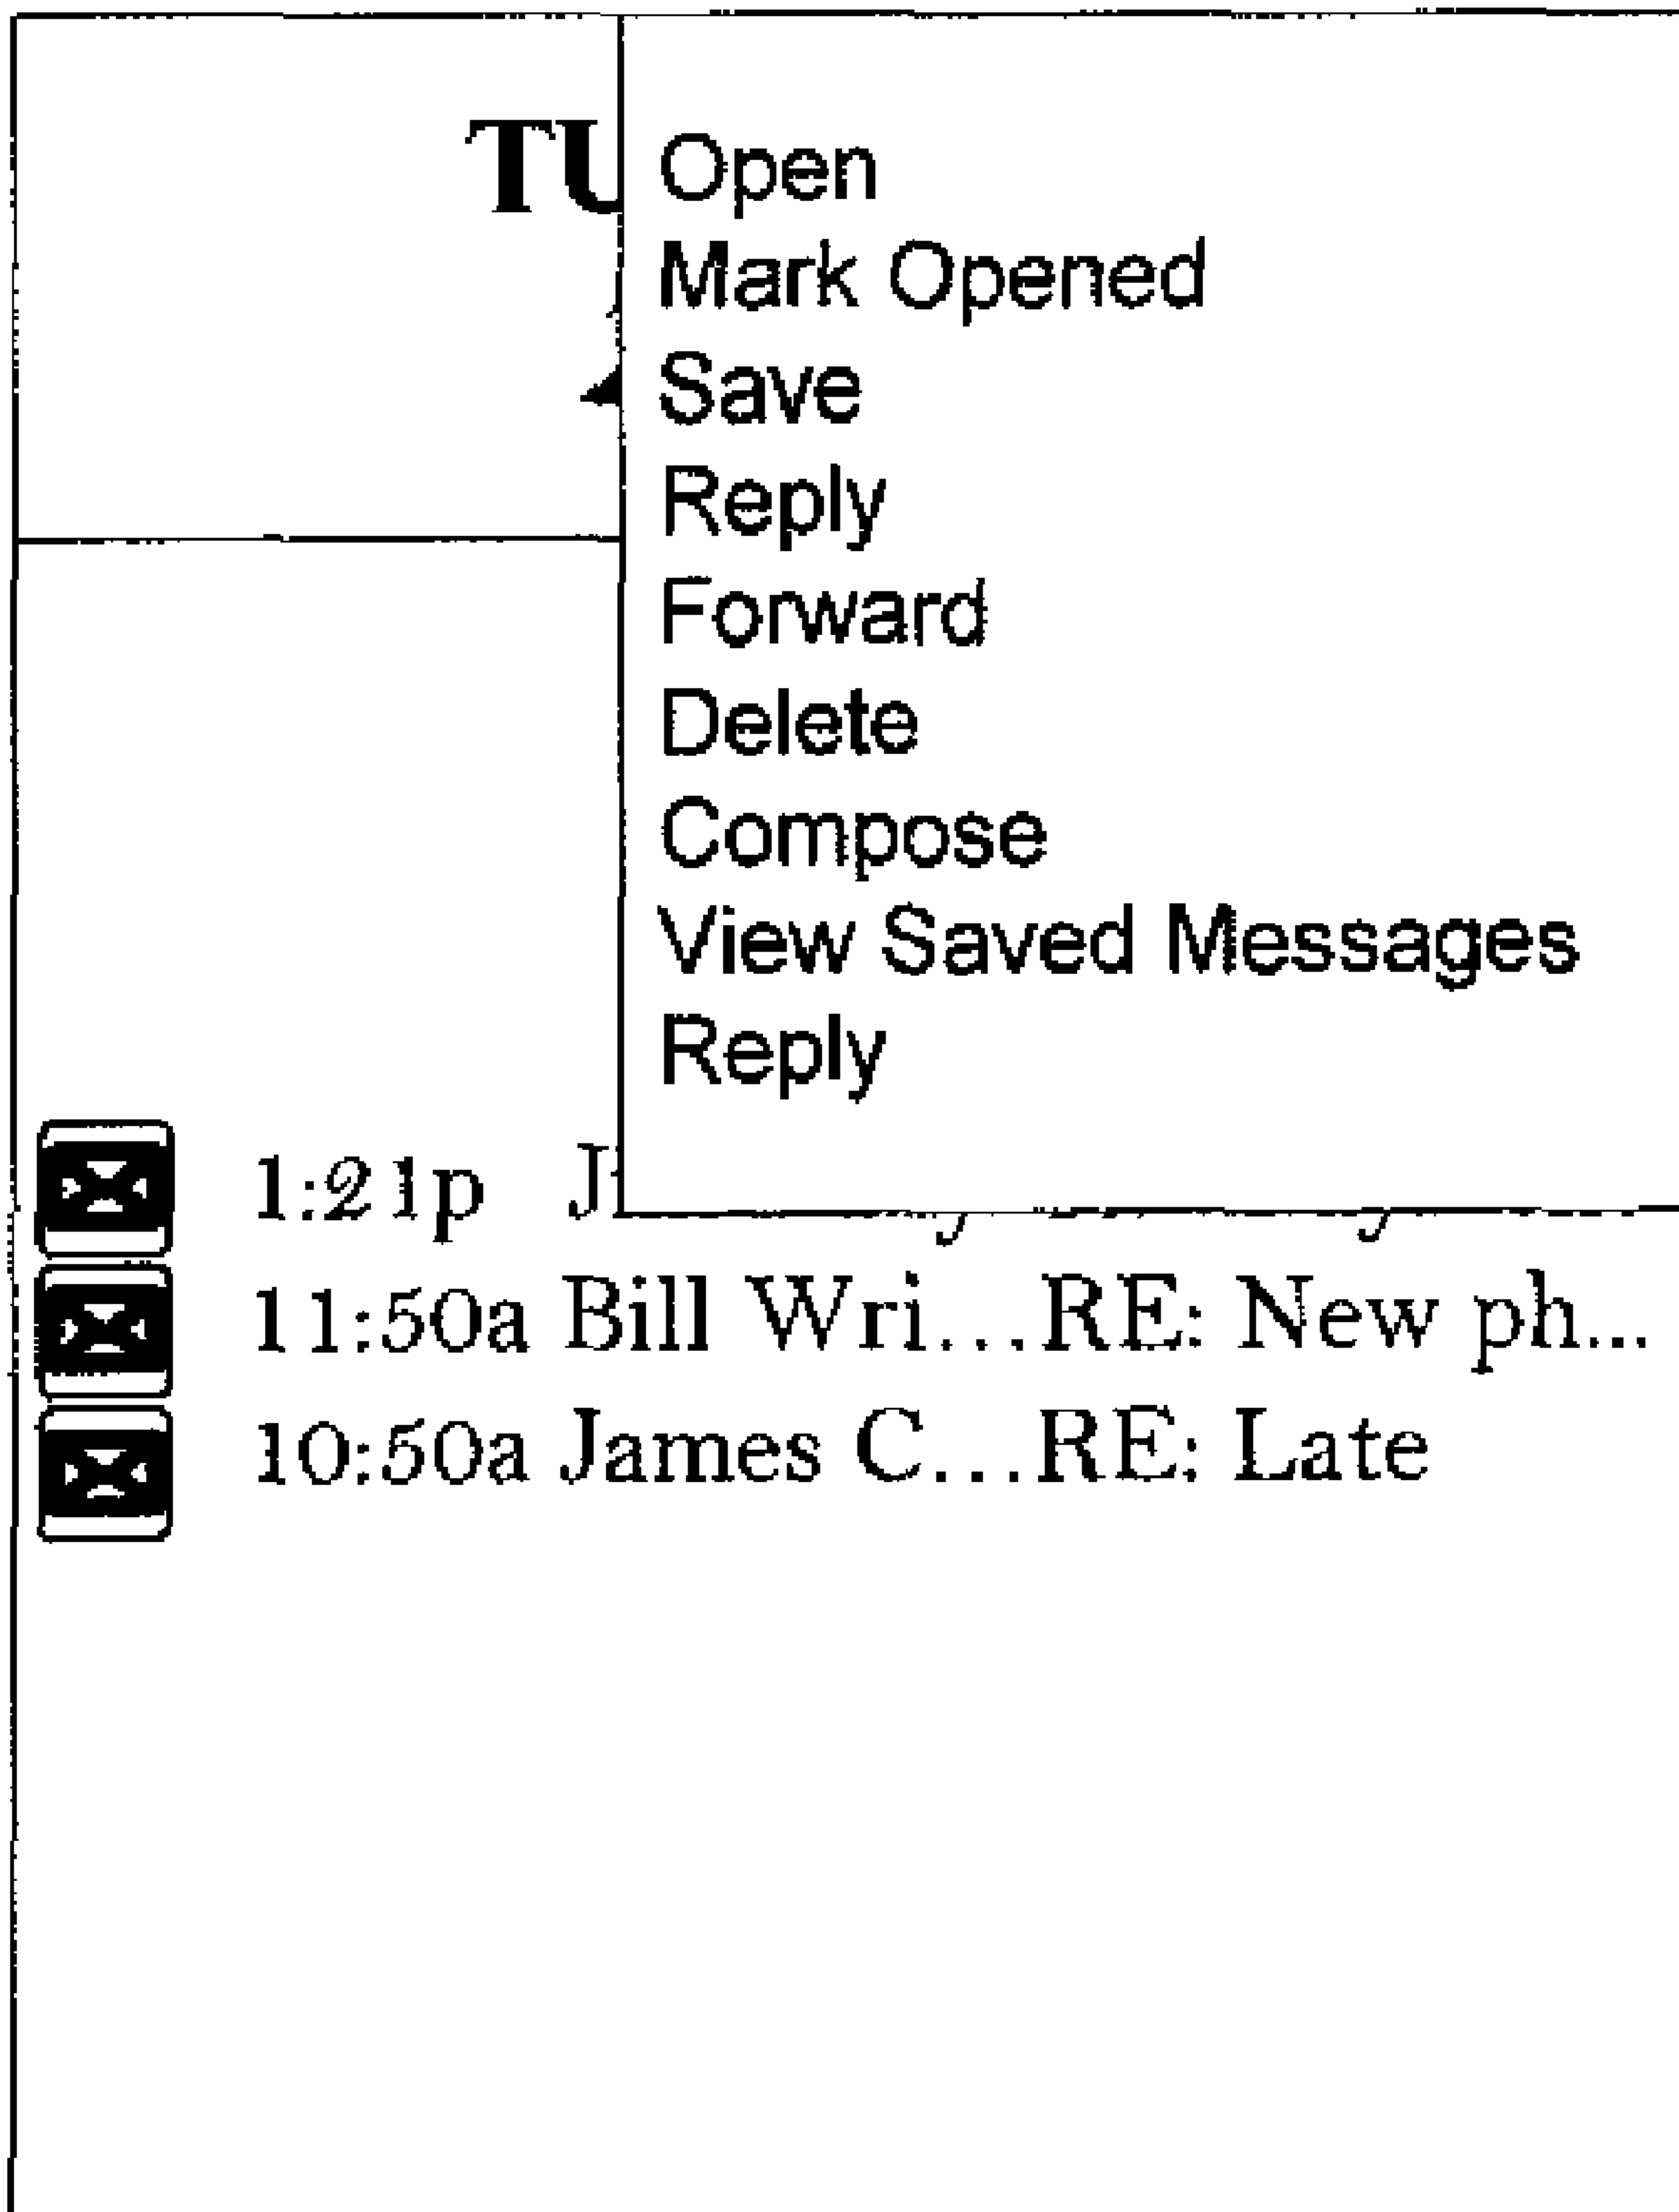 TU
Open
Mark Opened
Save
Reply
Forward
Delete
Compose
View Saved Messages
Reply
1:21p J
11:50a Bill Wri...RE: New ph...
10:50a James C...RE: Late